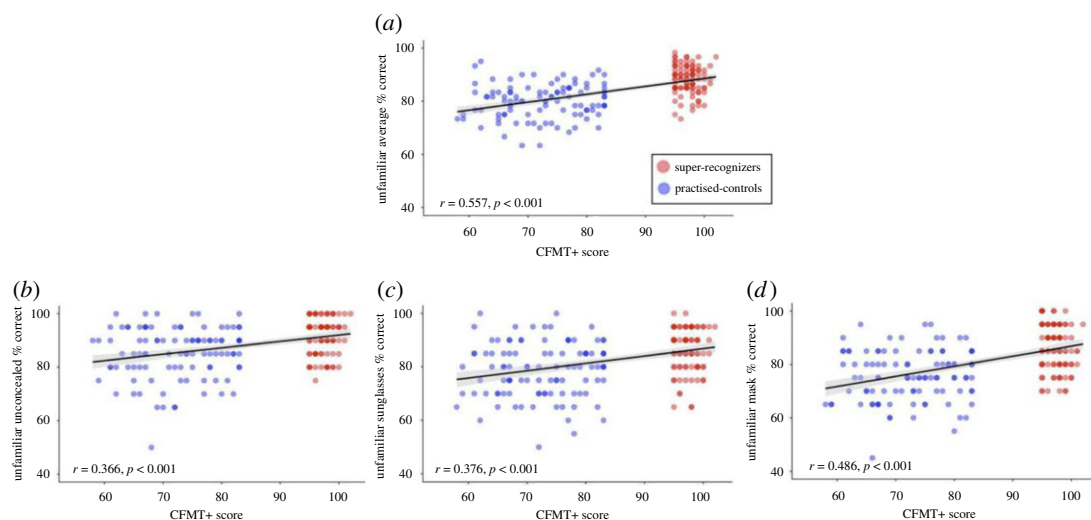 (a)
unfamiliar average % correct
100
80
60
40
r = 0.557, p < 0.001
60 70 80 90 100
CFMT+ score
super-recognizers
practised-controls
(b)
unfamiliar unconcealed % correct
100
80
60
40
r = 0.366, p < 0.001
60 70 80 90 100
CFMT+ score
(c)
unfamiliar sunglasses % correct
100
80
60
40
r = 0.376, p < 0.001
60 70 80 90 100
CFMT+ score
(d)
unfamiliar mask % correct
100
80
60
40
r = 0.486, p < 0.001
60 70 80 90 100
CFMT+ score